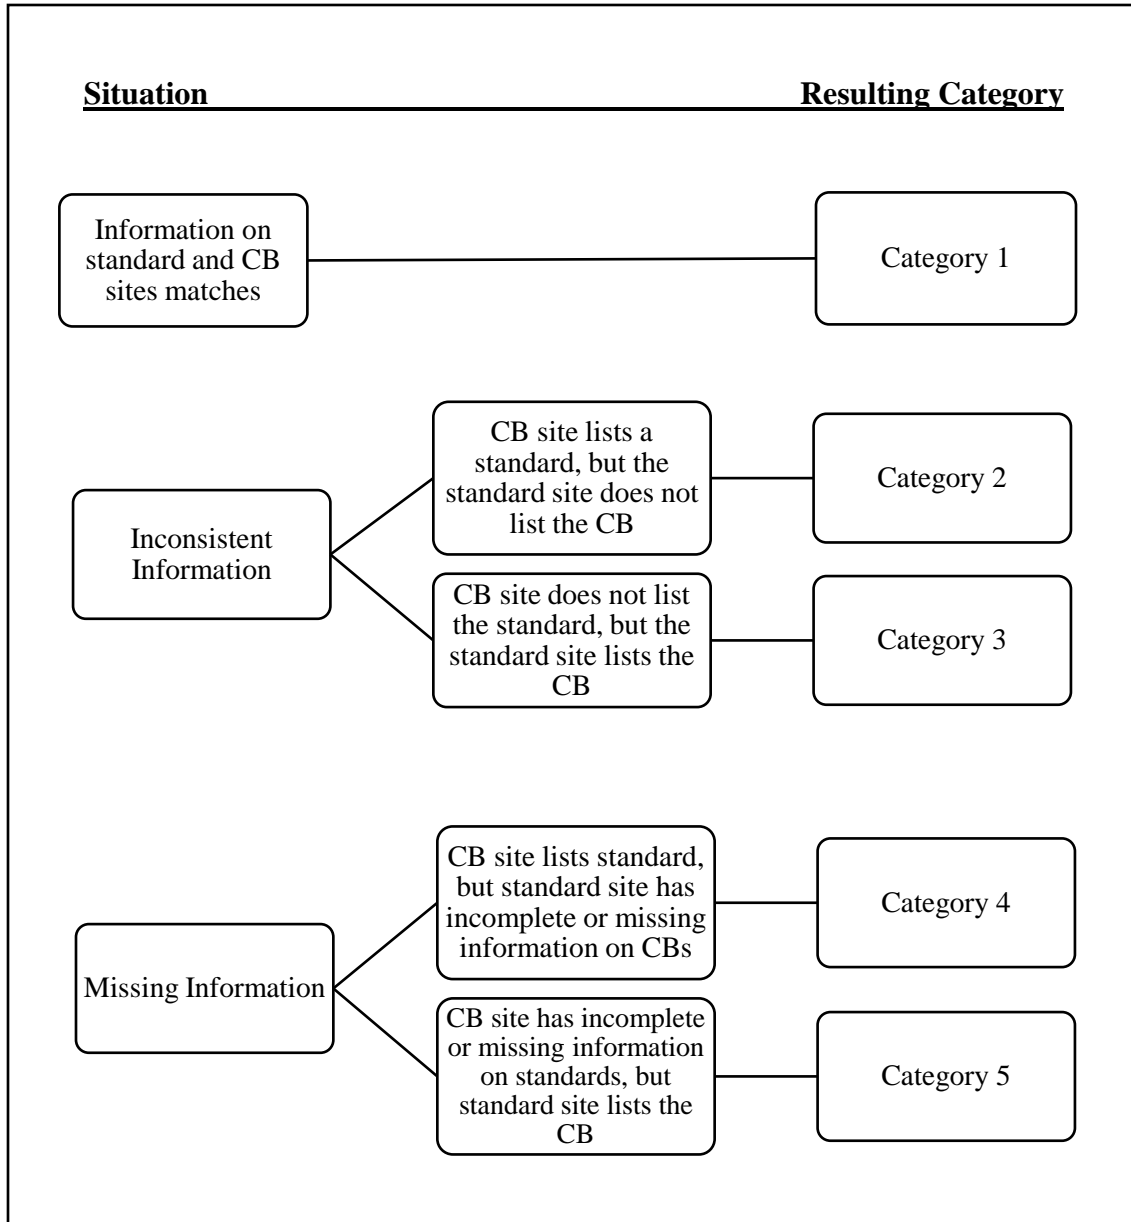 Situation Resulting Category
Information on
standard and CB
sites matches
Category 1
Inconsistent
Information
CB site lists a
standard, but the
standard site does not
list the CB
Category 2
CB site does not list
the standard, but the
standard site lists the
CB
Category 3
Missing Information
CB site lists standard,
but standard site has
incomplete or missing
information on CBs
Category 4
CB site has incomplete
or missing information
on standards, but
standard site lists the
CB
Category 5